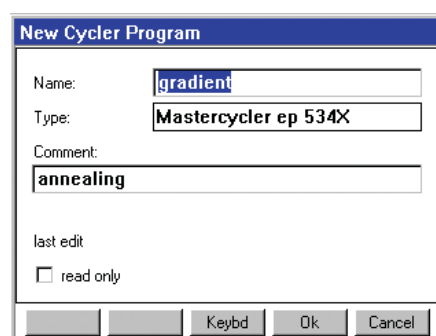 New Cycler Program
Name: gradient
Type: Mastercycler ep 534X
Comment:
annealing
last edit
read only
Keybd Ok Cancel